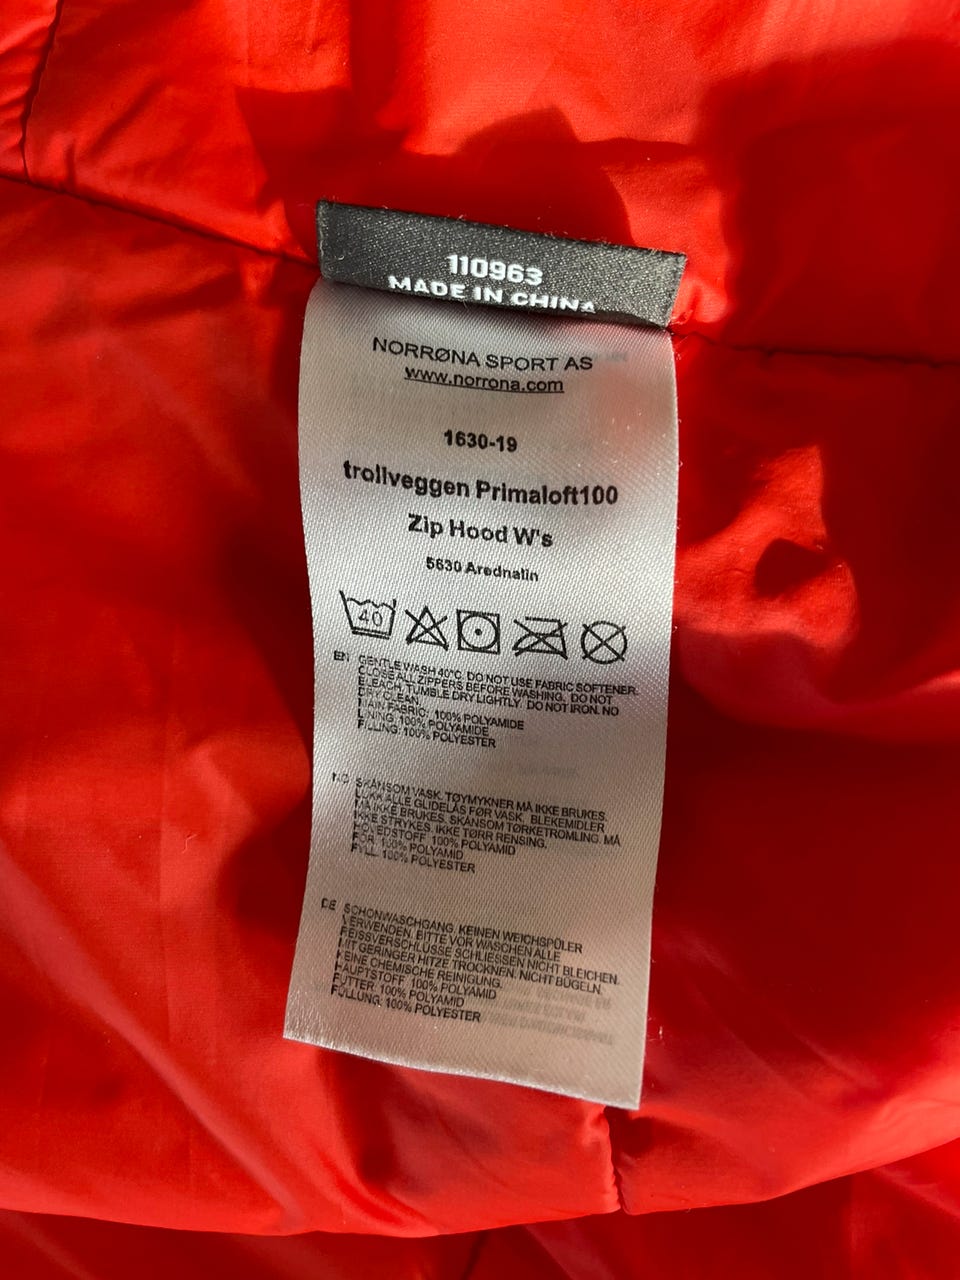 110963
MADE IN CHINA
NORRØNA SPORT AS
www.norrona.com
1630-19
trollveggen Primaloft100
Zip Hood W's
5630 Arednalin
40
EN GENTLE WASH 40°C. DO NOT USE FABRIC SOFTENER.
CLOSE ALL ZIPPERS BEFORE WASHING. DO NOT
BLEACH. TUMBLE DRY LIGHTLY. DO NOT IRON. NO
DRY CLEAN.
MAIN FABRIC: 100% POLYAMIDE
LINING: 100% POLYAMIDE
FILLING: 100% POLYESTER
NO SKÅNSOM VASK. TØYMYKNER MÅ IKKE BRUKES.
LUKK ALLE GLIDELÅS FØR VASK. BLEKEMIDLER
MÅ IKKE BRUKES. SKÅNSOM TØRKETROMLING. MÅ
IKKE STRYKES. IKKE TØRR RENSING.
HOVEDSTOFF: 100% POLYAMID
FÔR: 100% POLYAMID
FYLL: 100% POLYESTER
DE SCHONWASCHGANG. KEINEN WEICHSPÜLER
VERWENDEN. BITTE VOR WASCHEN ALLE
REISSVERSCHLÜSSE SCHLIESSEN. NICHT BLEICHEN.
MIT GERINGER HITZE TROCKNEN. NICHT BÜGELN.
KEINE CHEMISCHE REINIGUNG.
HAUPTSTOFF: 100% POLYAMID
FUTTER: 100% POLYAMID
FÜLLUNG: 100% POLYESTER